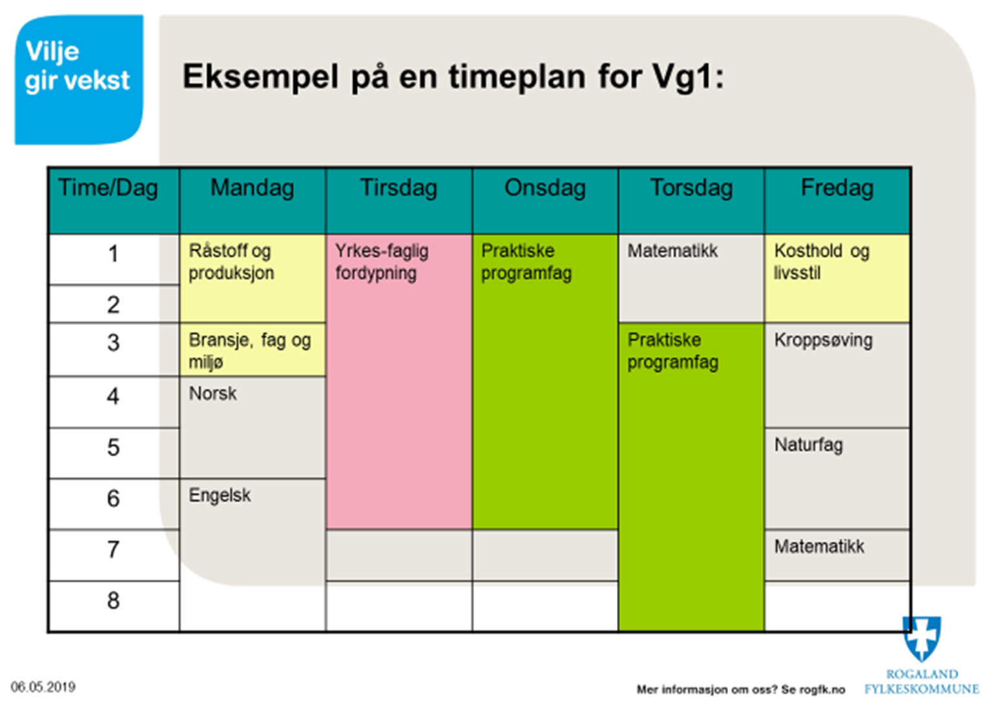 Vilje
gir vekst
Eksempel på en timeplan for Vg1:
Time/Dag Mandag Tirsdag Onsdag Torsdag Fredag
1 Råstoff og produksjon Yrkes-faglig fordypning Praktiske programfag Matematikk Kosthold og livsstil
2
3 Bransje, fag og miljø Praktiske programfag Kroppsøving
4 Norsk
5 Naturfag
6 Engelsk
7 Matematikk
8
06.05.2019
Mer informasjon om oss? Se rogfk.no
ROGALAND
FYLKESKOMMUNE